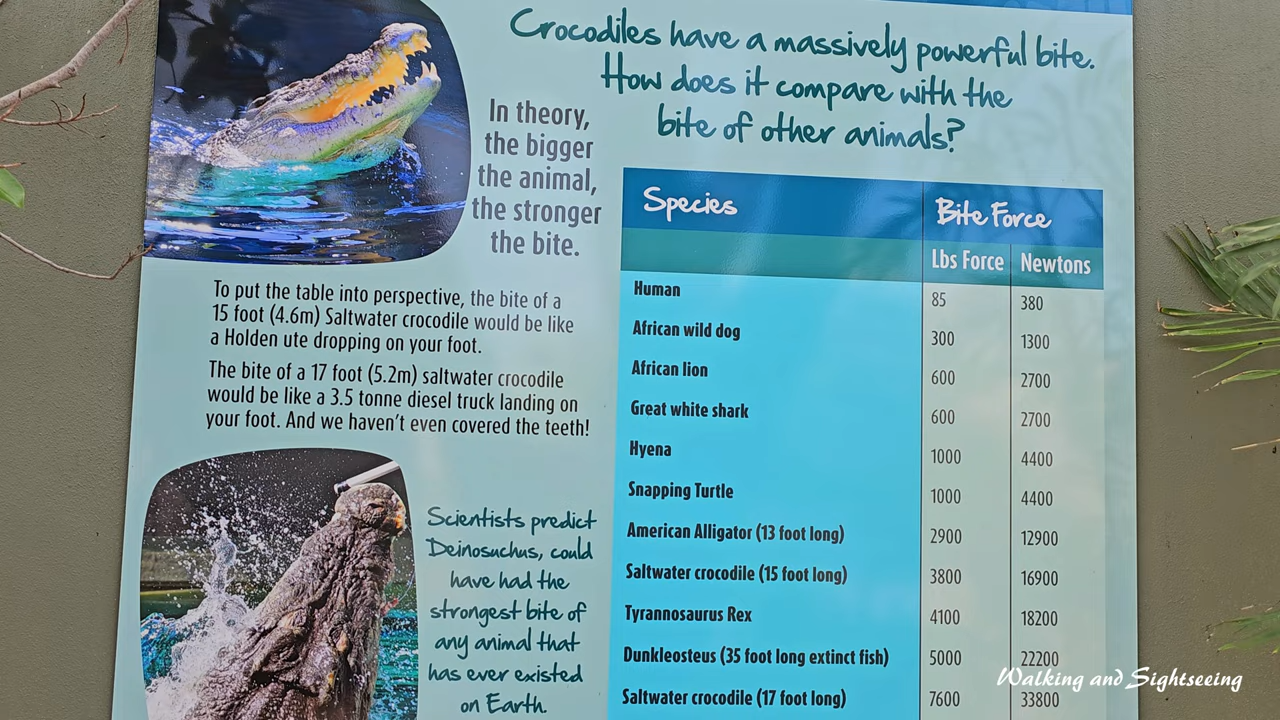 Crocodiles have a massively powerful bite.
How does it compare with the
bite of other animals?
In theory,
the bigger
the animal,
the stronger
the bite.
To put the table into perspective, the bite of a
15 foot (4.6m) Saltwater crocodile would be like
a Holden ute dropping on your foot.
The bite of a 17 foot (5.2m) saltwater crocodile
would be like a 3.5 tonne diesel truck landing on
your foot. And we haven't even covered the teeth!
Scientists predict
Deinosuchus, could
have had the
strongest bite of
any animal that
has ever existed
on Earth.
Species Bite Force
Lbs Force Newtons
Human 85 380
African wild dog 300 1300
African lion 600 2700
Great white shark 600 2700
Hyena 1000 4400
Snapping Turtle 1000 4400
American Alligator (13 foot long) 2900 12900
Saltwater crocodile (15 foot long) 3800 16900
Tyrannosaurus Rex 4100 18200
Dunkleosteus (35 foot long extinct fish) 5000 22200
Saltwater crocodile (17 foot long) 7600 33800
Walking and Sightseeing